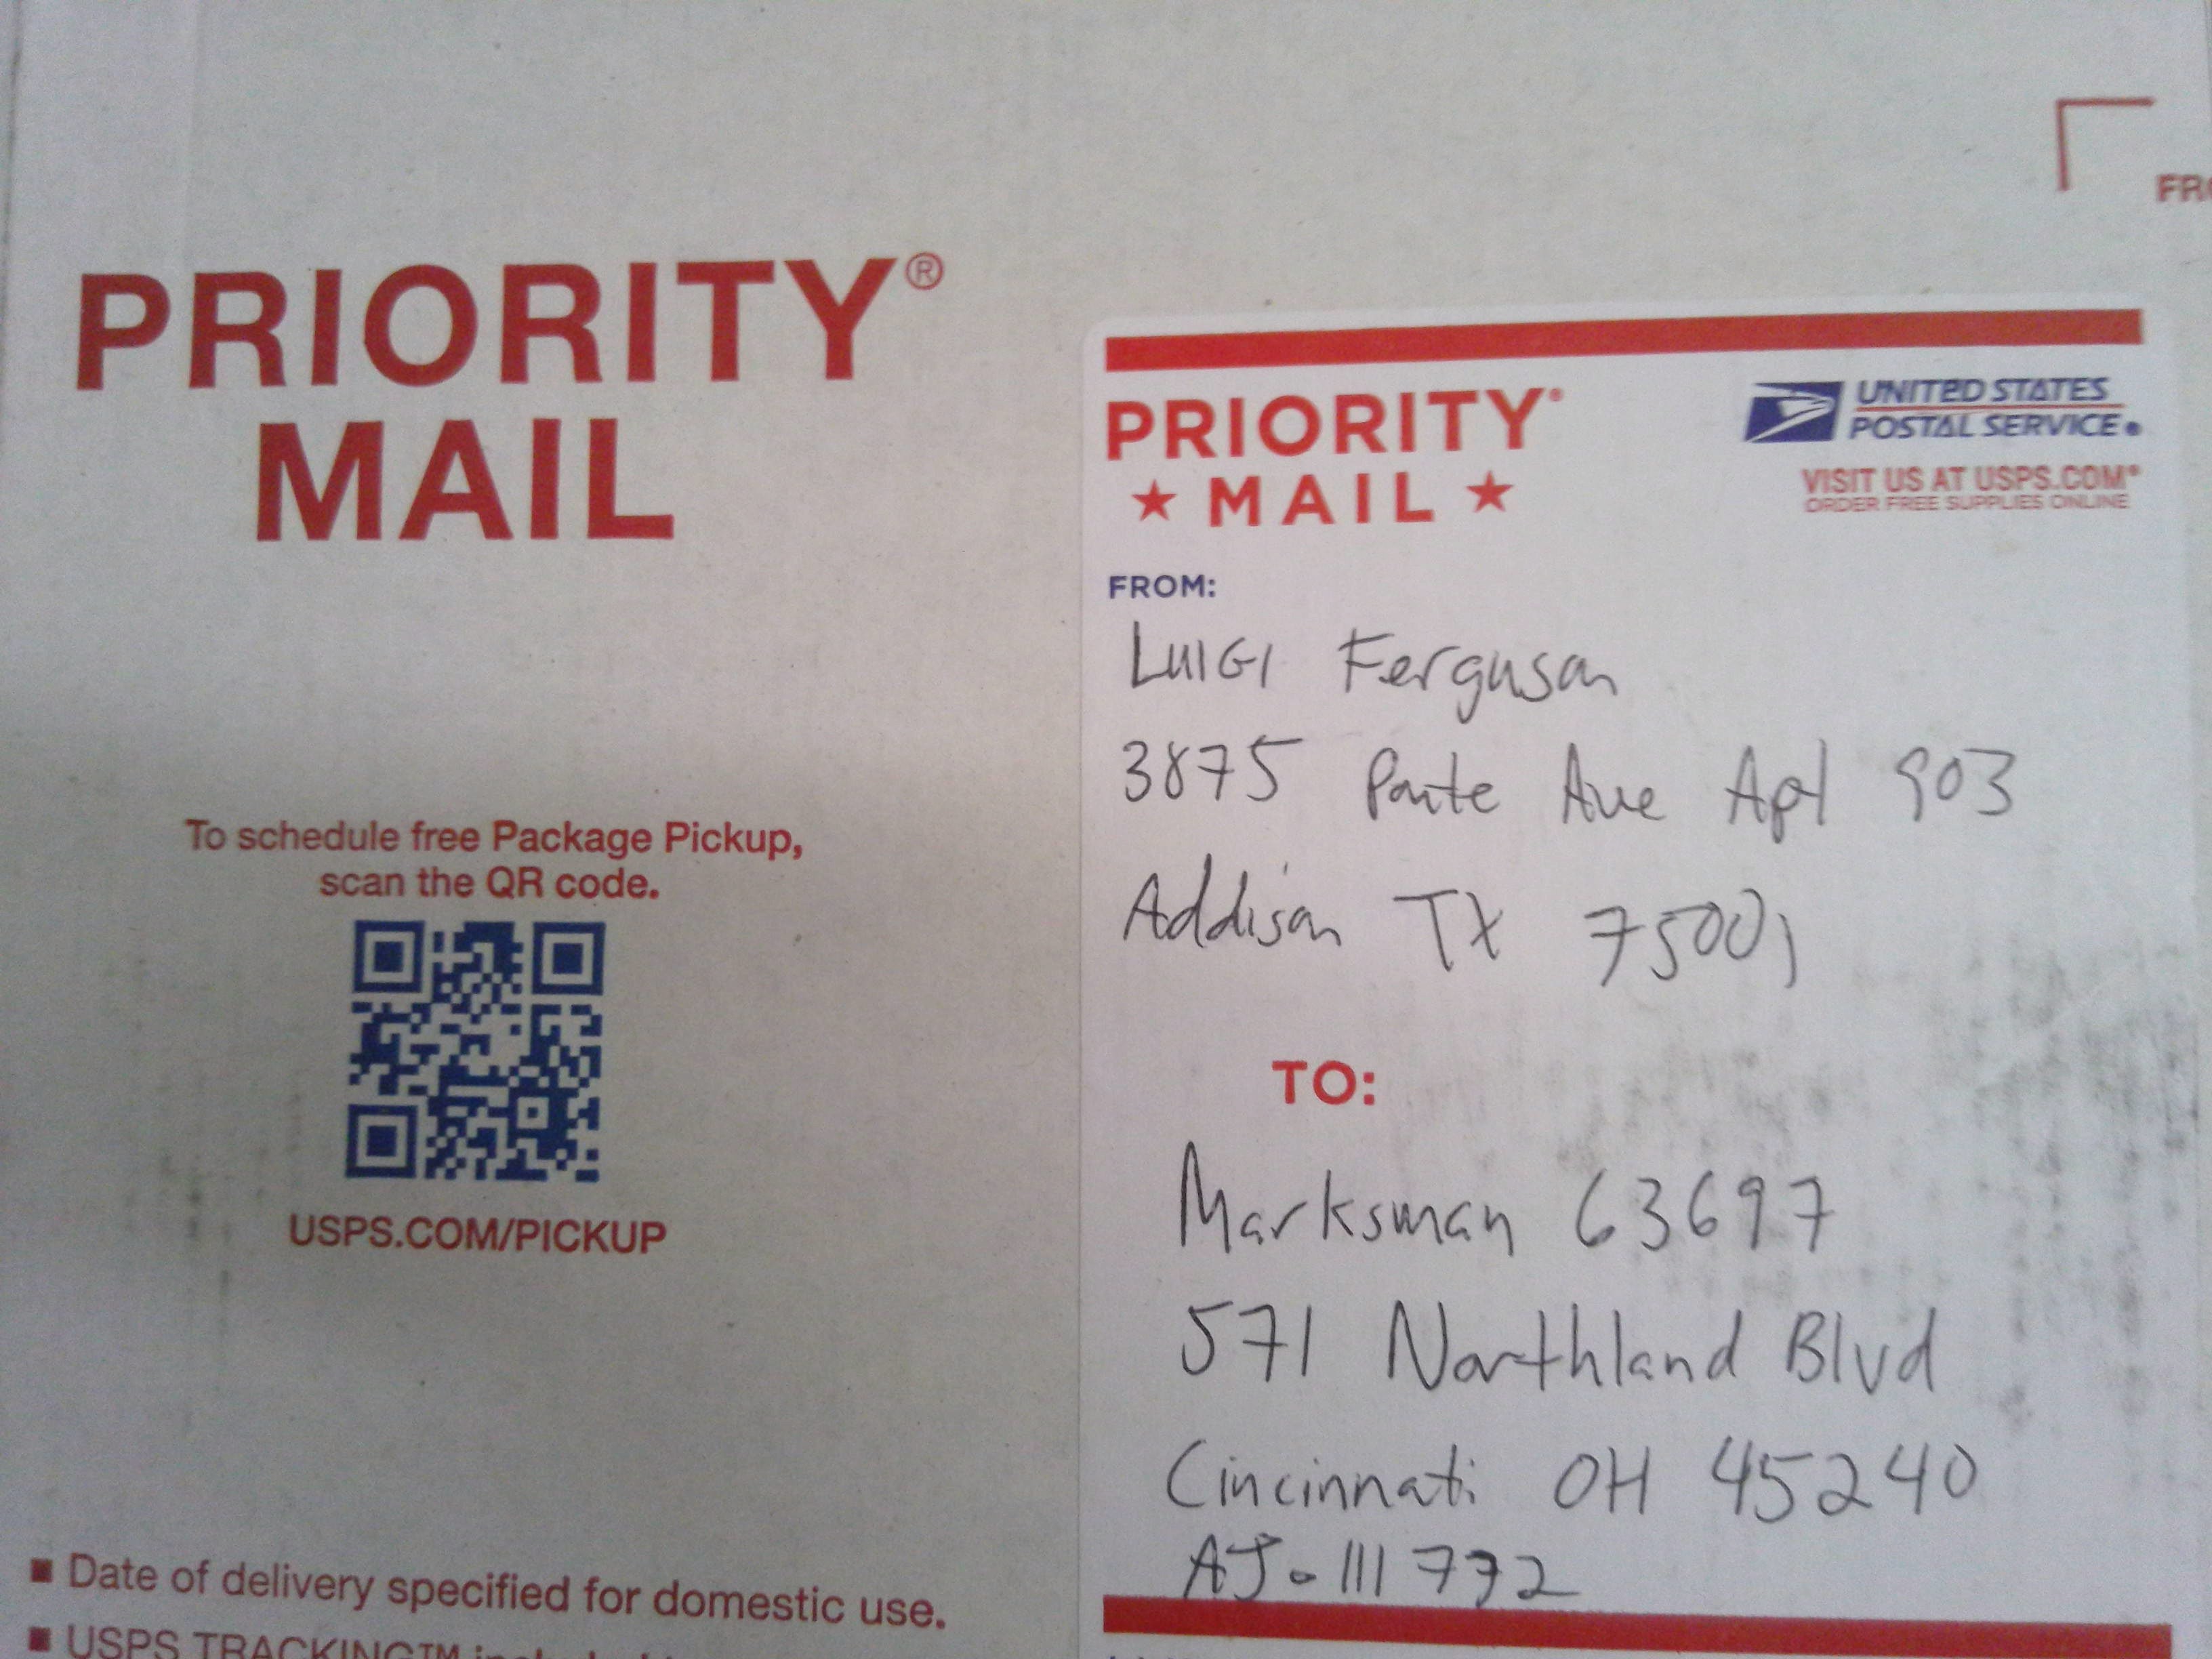 FRO
PRIORITY®
MAIL
To schedule free Package Pickup,
scan the QR code.
USPS.COM/PICKUP
■ Date of delivery specified for domestic use.
■ USPS TRACKING™
PRIORITY®
★ MAIL ★
UNITED STATES
POSTAL SERVICE®
VISIT US AT USPS.COM®
ORDER FREE SUPPLIES ONLINE
FROM:
LUIGI Ferguson
3875 Ponte Ave Apt 903
Addison TX 75001
TO:
Marksman 63697
571 Northland Blvd
Cincinnati OH 45240
AJ-111772